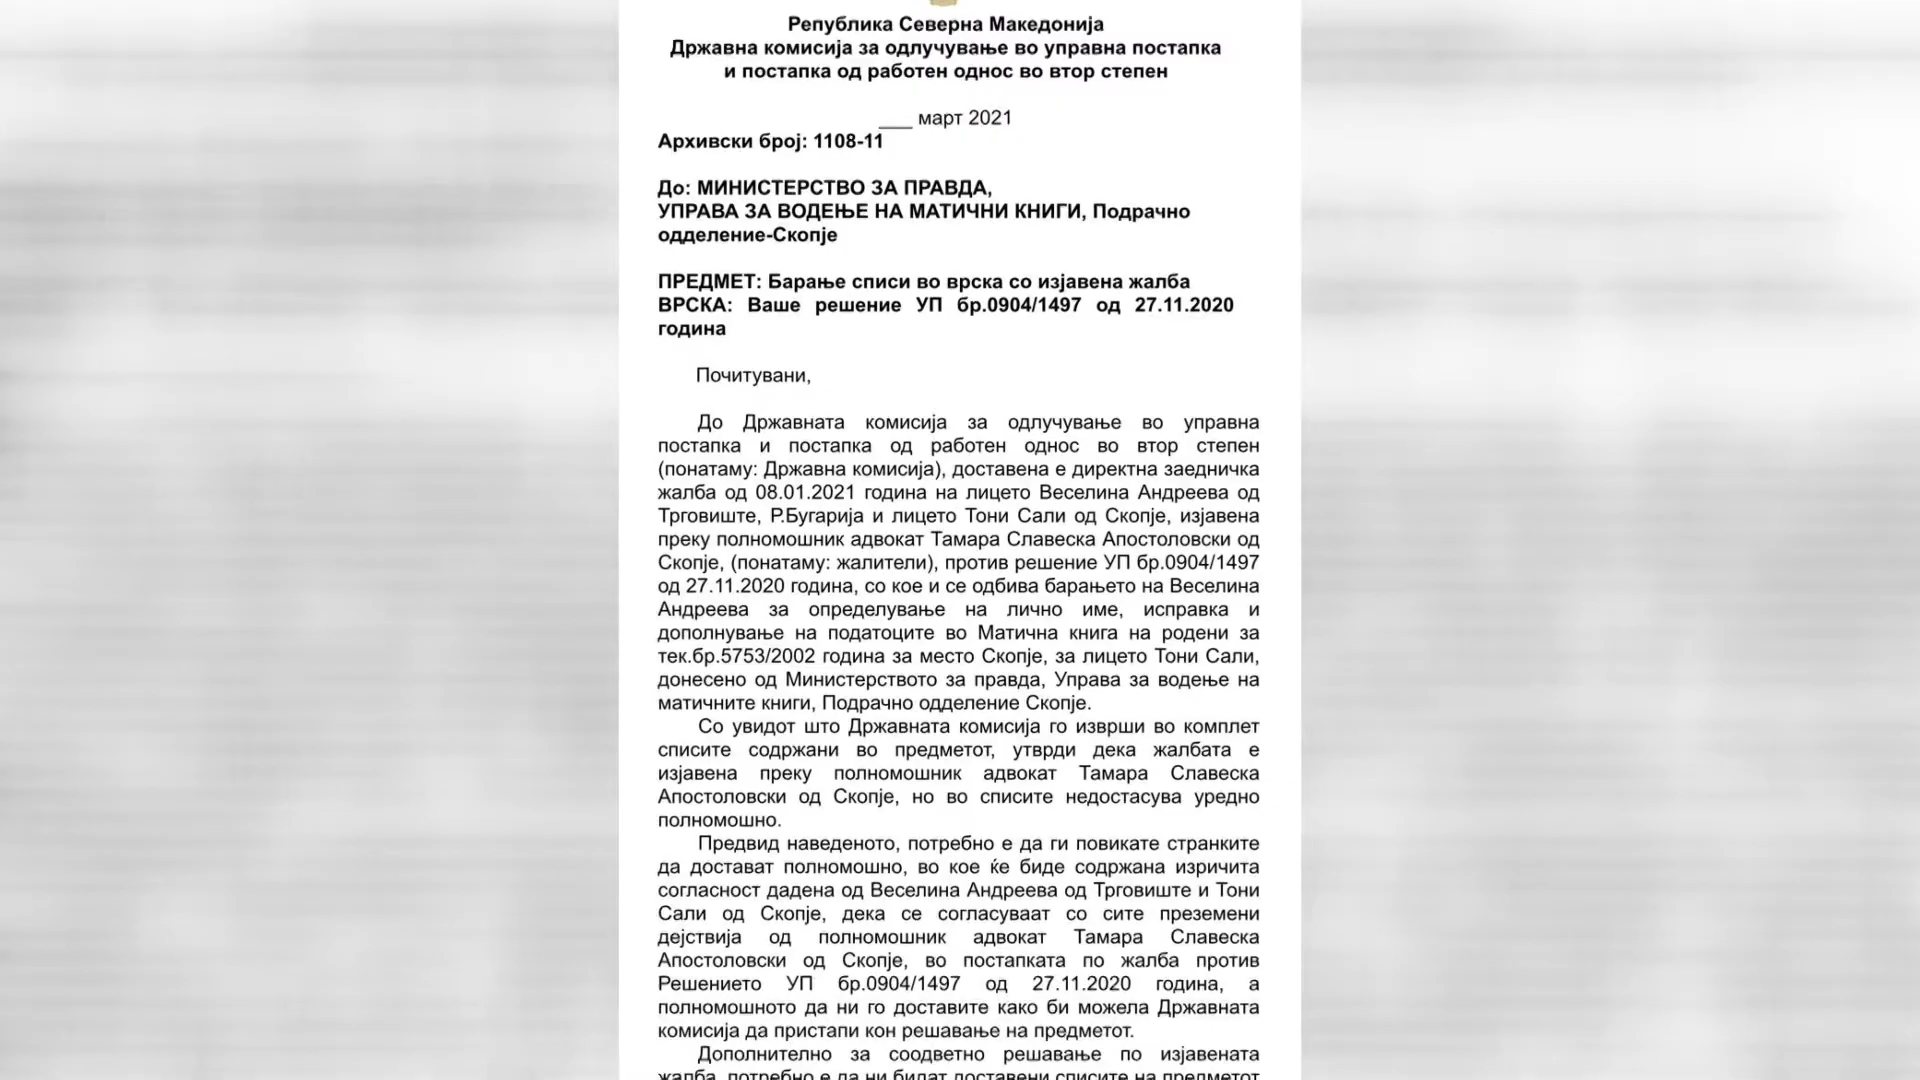 Република Северна Македонија
Државна комисија за одлучување во управна постапка
и постапка од работен однос во втор степен
___ март 2021
Архивски број: 1108-11
До: МИНИСТЕРСТВО ЗА ПРАВДА,
УПРАВА ЗА ВОДЕЊЕ НА МАТИЧНИ КНИГИ, Подрачно
одделение-Скопје
ПРЕДМЕТ: Барање списи во врска со изјавена жалба
ВРСКА: Ваше решение УП бр.0904/1497 од 27.11.2020
година
Почитувани,
До Државната комисија за одлучување во управна
постапка и постапка од работен однос во втор степен
(понатаму: Државна комисија), доставена е директна заедничка
жалба од 08.01.2021 година на лицето Веселина Андреева од
Трговиште, Р.Бугарија и лицето Тони Сали од Скопје, изјавена
преку полномошник адвокат Тамара Славеска Апостоловски од
Скопје, (понатаму: жалители), против решение УП бр.0904/1497
од 27.11.2020 година, со кое и се одбива барањето на Веселина
Андреева за определување на лично име, исправка и
дополнување на податоците во Матична книга на родени за
тек.бр.5753/2002 година за место Скопје, за лицето Тони Сали,
донесено од Министерството за правда, Управа за водење на
матичните книги, Подрачно одделение Скопје.
Со увидот што Државната комисија го изврши во комплет
списите содржани во предметот, утврди дека жалбата е
изјавена преку полномошник адвокат Тамара Славеска
Апостоловски од Скопје, но во списите недостасува уредно
полномошно.
Предвид наведеното, потребно е да ги повикате странките
да достават полномошно, во кое ќе биде содржана изричита
согласност дадена од Веселина Андреева од Трговиште и Тони
Сали од Скопје, дека се согласуваат со сите преземени
дејствија од полномошник адвокат Тамара Славеска
Апостоловски од Скопје, во постапката по жалба против
Решението УП бр.0904/1497 од 27.11.2020 година, а
полномошното да ни го доставите како би можела Државната
комисија да пристапи кон решавање на предметот.
Дополнително за соодветно решавање по изјавената
жалба, потребно е да ни бидат доставени списите на предметот